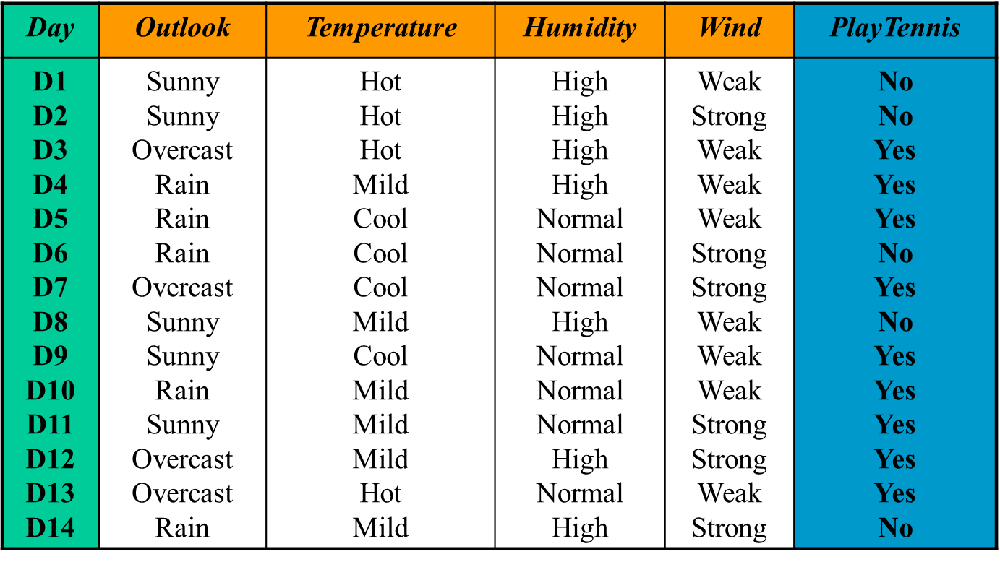 Day Outlook Temperature Humidity Wind PlayTennis
D1 Sunny Hot High Weak No
D2 Sunny Hot High Strong No
D3 Overcast Hot High Weak Yes
D4 Rain Mild High Weak Yes
D5 Rain Cool Normal Weak Yes
D6 Rain Cool Normal Strong No
D7 Overcast Cool Normal Strong Yes
D8 Sunny Mild High Weak No
D9 Sunny Cool Normal Weak Yes
D10 Rain Mild Normal Weak Yes
D11 Sunny Mild Normal Strong Yes
D12 Overcast Mild High Strong Yes
D13 Overcast Hot Normal Weak Yes
D14 Rain Mild High Strong No